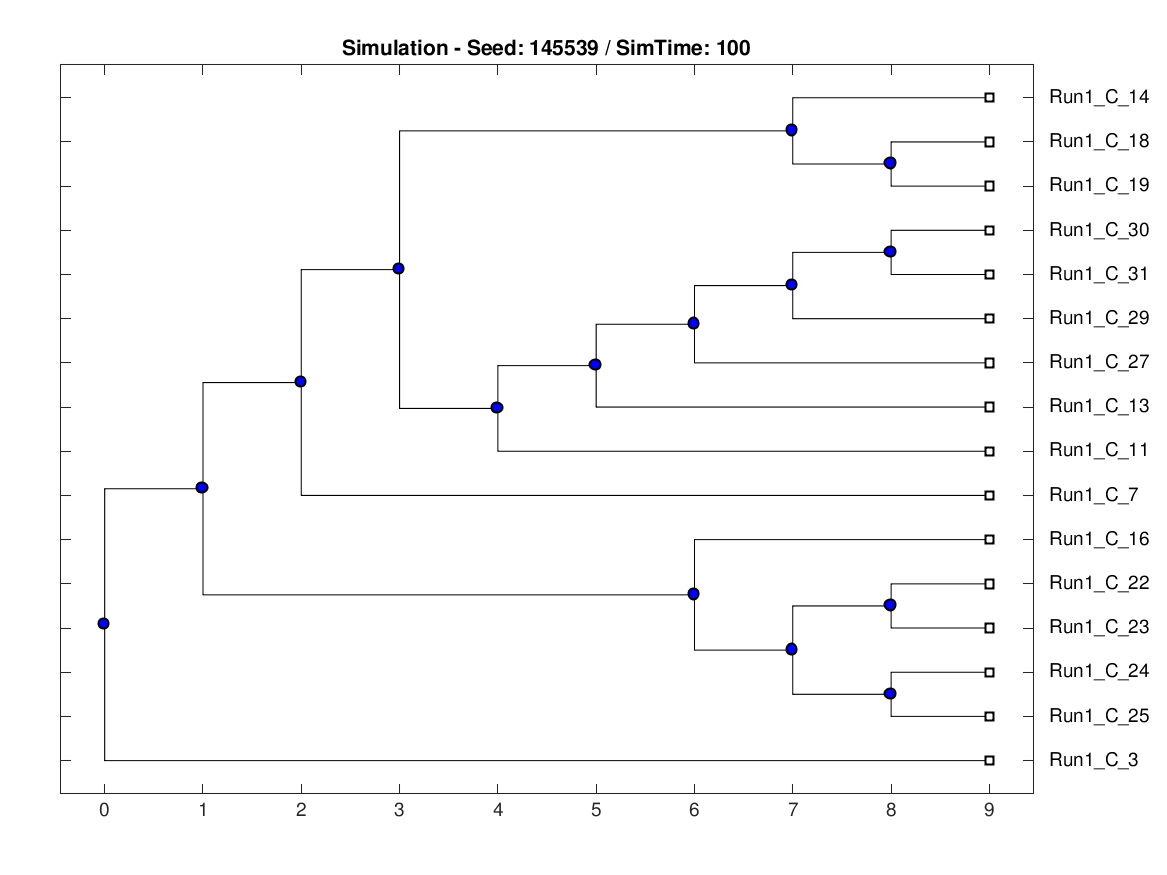 Simulation - Seed: 145539 / SimTime: 100
Run1_C_14
Run1_C_18
Run1_C_19
Run1_C_30
Run1_C_31
Run1_C_29
Run1_C_27
Run1_C_13
Run1_C_11
Run1_C_7
Run1_C_16
Run1_C_22
Run1_C_23
Run1_C_24
Run1_C_25
Run1_C_3
0 1 2 3 4 5 6 7 8 9